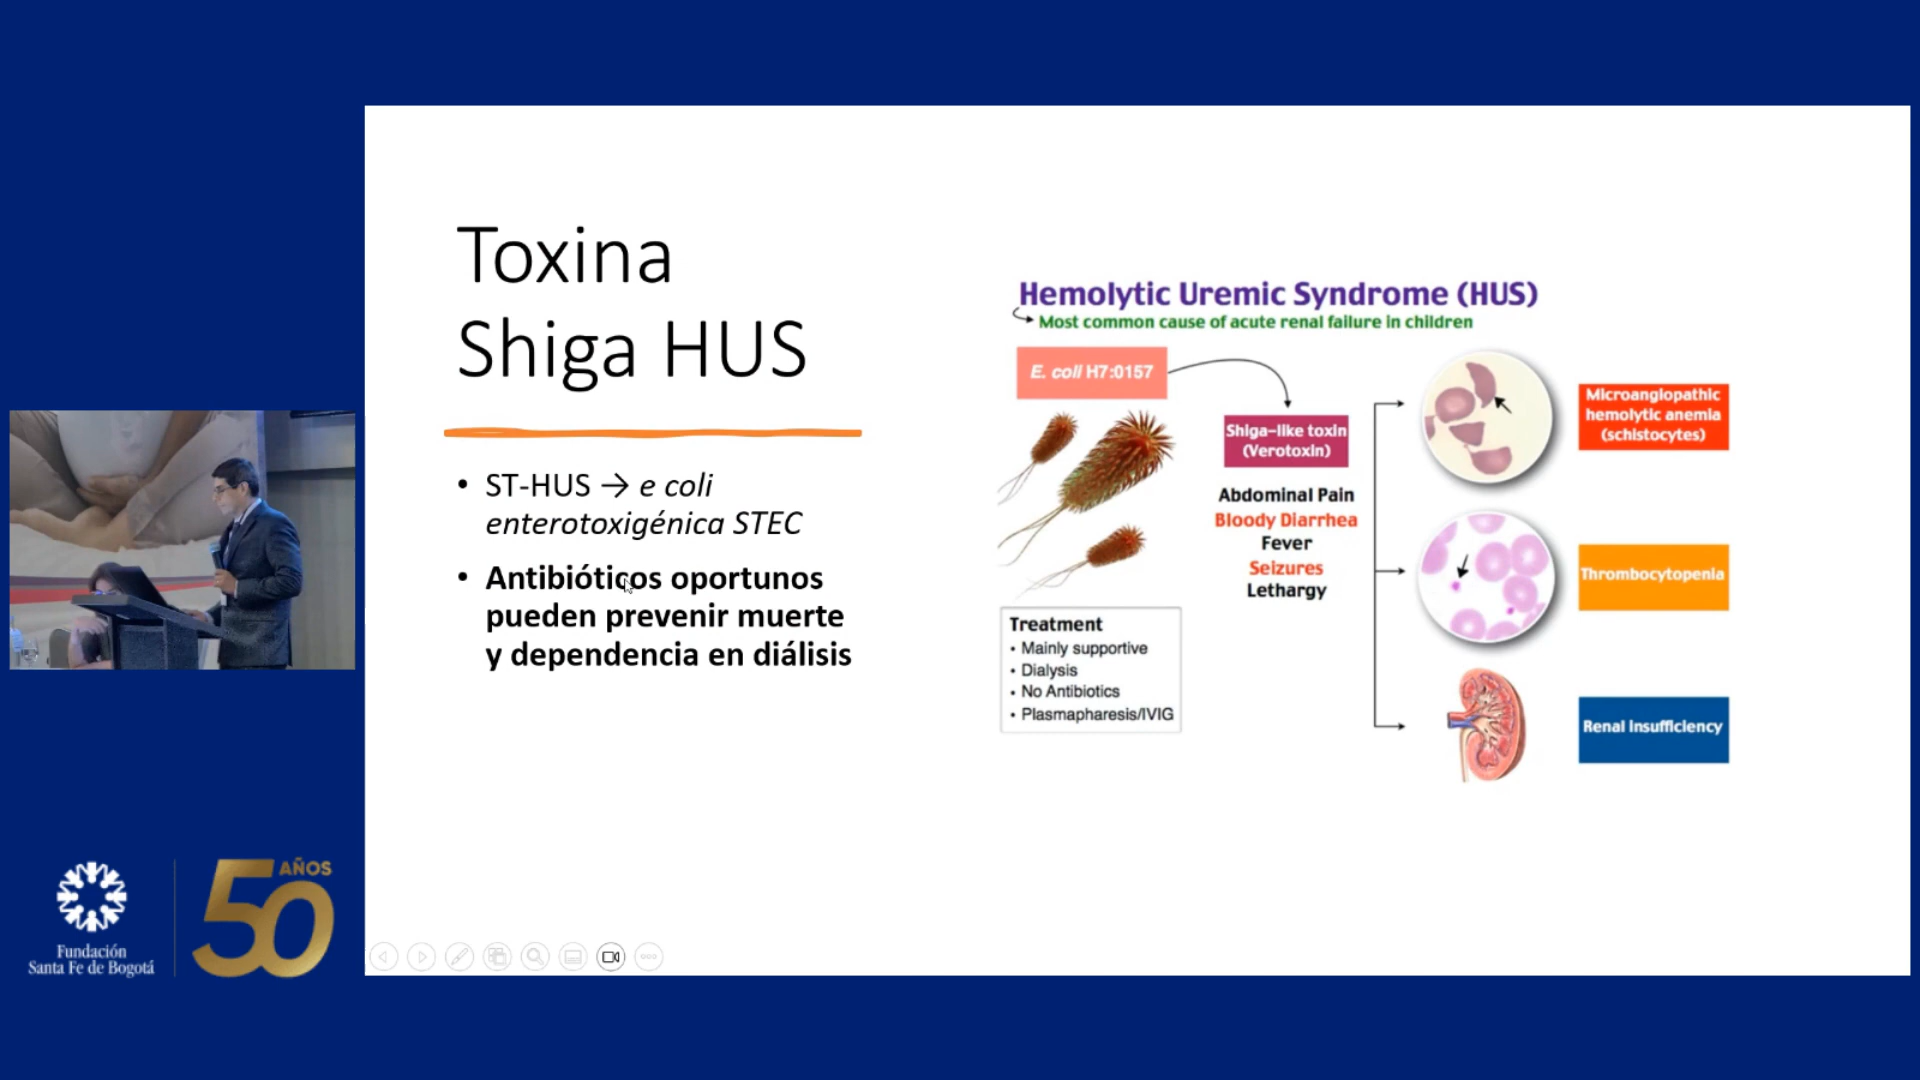 Toxina
Shiga HUS
• ST-HUS → e coli
enterotoxigénica STEC
• Antibióticos oportunos
pueden prevenir muerte
y dependencia en diálisis
Hemolytic Uremic Syndrome (HUS)
Most common cause of acute renal failure in children
E. coli H7:0157
Shiga-like toxin
(Verotoxin)
Abdominal Pain
Bloody Diarrhea
Fever
Seizures
Lethargy
Treatment
• Mainly supportive
• Dialysis
• No Antibiotics
• Plasmapharesis/IVIG
Microangiopathic
hemolytic anemia
(schistocytes)
Thrombocytopenia
Renal insufficiency
Fundación
Santa Fe de Bogotá
50 AÑOS